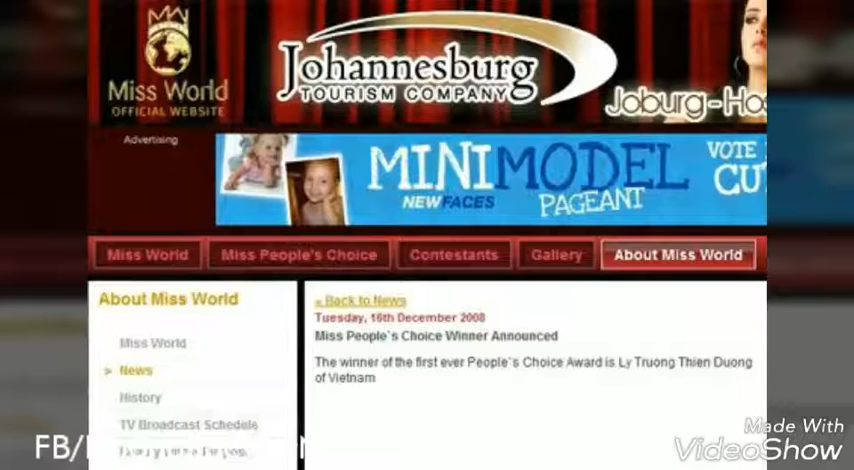 Miss World
OFFICIAL WEBSITE
JOHANNESBURG
TOURISM COMPANY
Joburg-Ho
Advertising
MINIMODEL
NEWFACES
PAGEANT
VOTE
CU
Miss World
Miss People's Choice
Contestants
Gallery
About Miss World
About Miss World
Miss World
> News
History
TV Broadcast Schedule
« Back to News
Tuesday, 16th December 2008
Miss People`s Choice Winner Announced
The winner of the first ever People`s Choice Award is Ly Truong Thien Duong
of Vietnam
FB/
Made With
VideoShow